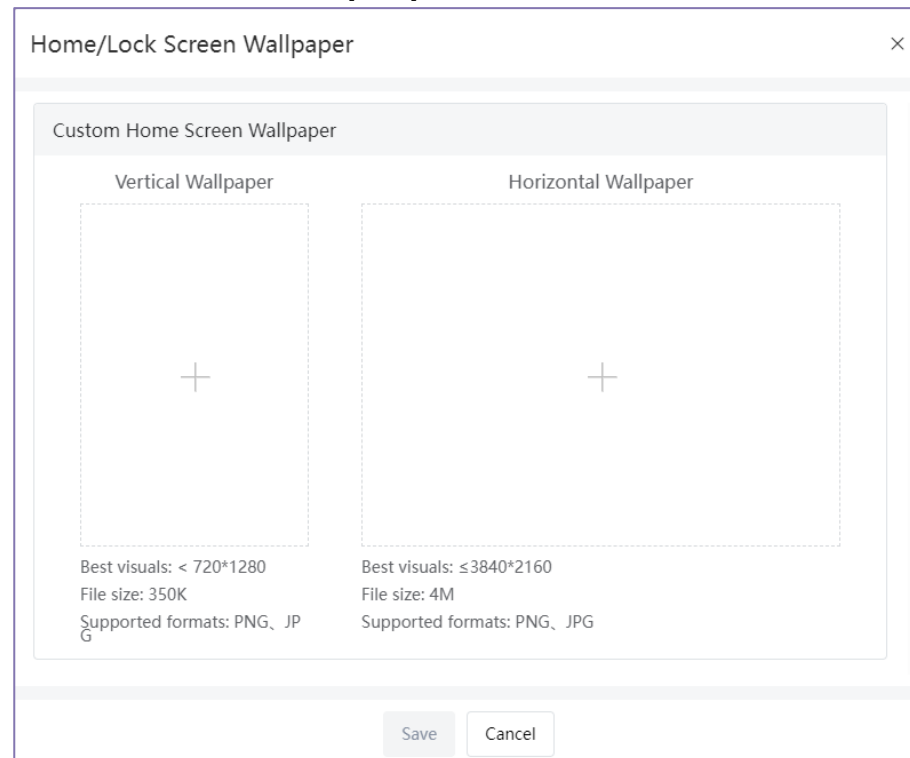 Home/Lock Screen Wallpaper
Custom Home Screen Wallpaper
Vertical Wallpaper
Horizontal Wallpaper
Best visuals: < 720*1280
File size: 350K
Supported formats: PNG、JP
G
Best visuals: ≤3840*2160
File size: 4M
Supported formats: PNG、JPG
Save
Cancel